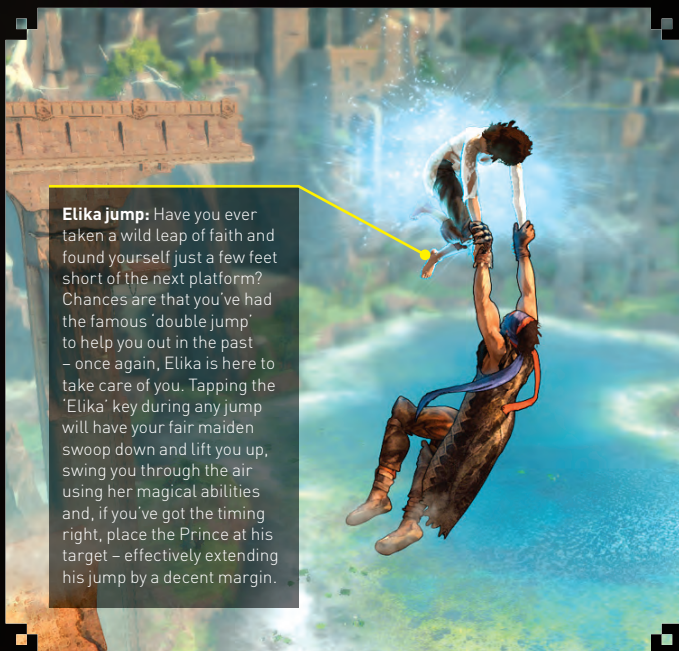 Elika jump: Have you ever
taken a wild leap of faith and
found yourself just a few feet
short of the next platform?
Chances are that you’ve had
the famous ‘double jump’
to help you out in the past
– once again, Elika is here to
take care of you. Tapping the
‘Elika’ key during any jump
will have your fair maiden
swoop down and lift you up,
swing you through the air
using her magical abilities
and, if you’ve got the timing
right, place the Prince at his
target – effectively extending
his jump by a decent margin.